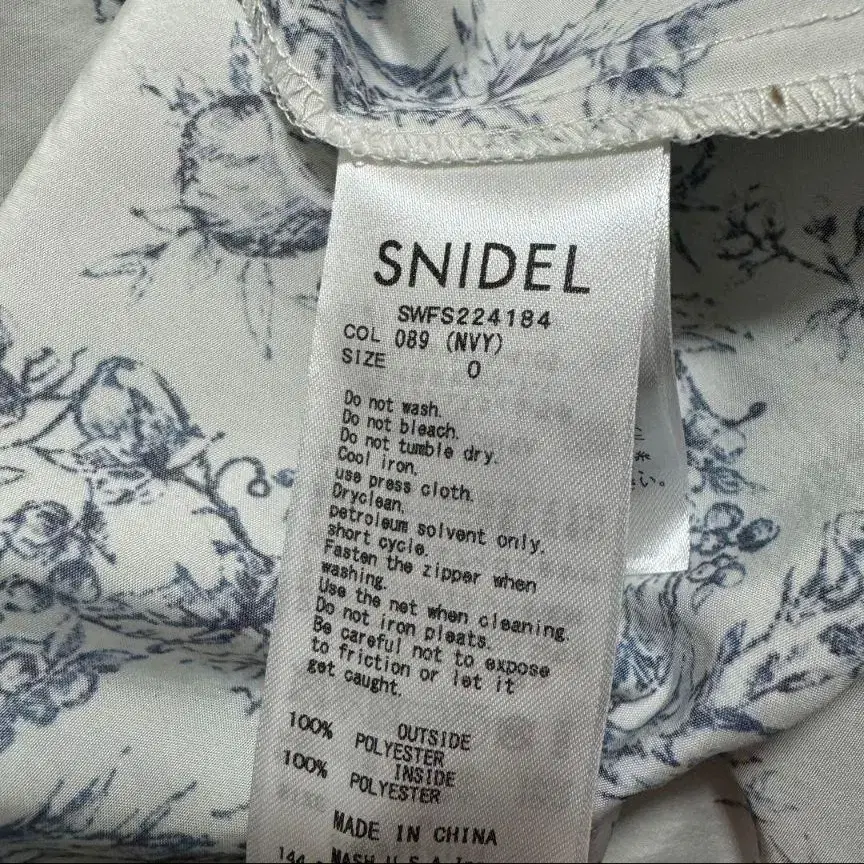 SNIDEL
SWFS224184
COL 089 (NVY)
SIZE 0
Do not wash.
Do not bleach.
Do not tumble dry.
Cool iron.
use press cloth.
Dryclean.
petroleum solvent only.
short cycle.
Fasten the zipper when
washing.
Use the net when cleaning.
Do not iron pleats.
Be careful not to expose
to friction or let it
get caught.
OUTSIDE
100% POLYESTER
INSIDE
100% POLYESTER
MADE IN CHINA
144 MASH U.S.A
い。